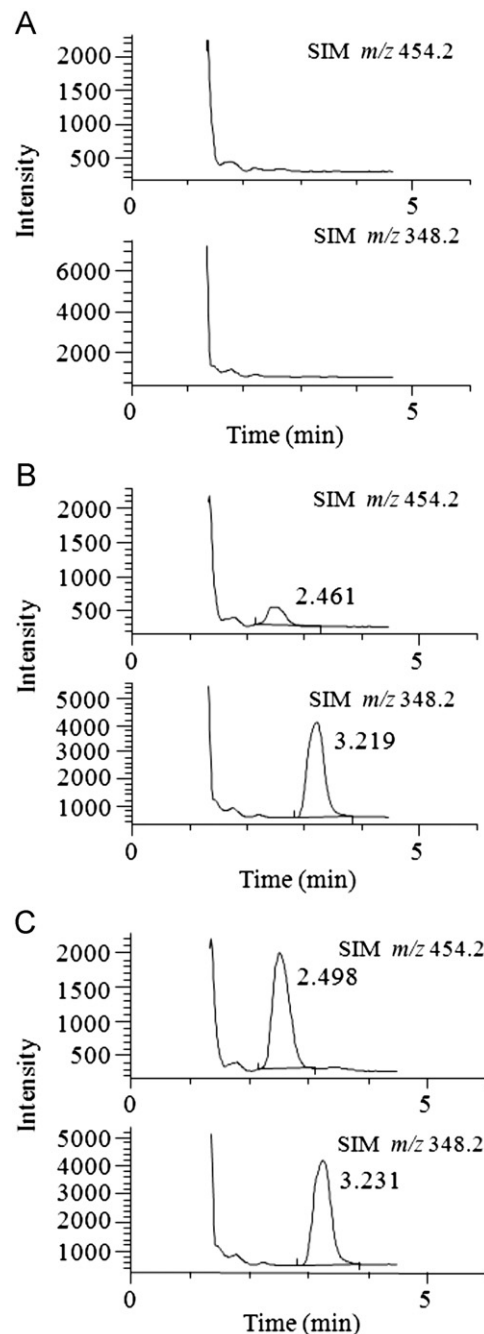 A
SIM m/z 454.2
2000
1500
1000
500
0 5
SIM m/z 348.2
6000
4000
2000
0 5
Intensity
Time (min)
B
SIM m/z 454.2
2000
1500
1000
500
2.461
0 5
SIM m/z 348.2
5000
4000
3000
2000
1000
3.219
0 5
Intensity
Time (min)
C
SIM m/z 454.2
2000
1500
1000
500
2.498
0 5
SIM m/z 348.2
5000
4000
3000
2000
1000
3.231
0 5
Intensity
Time (min)